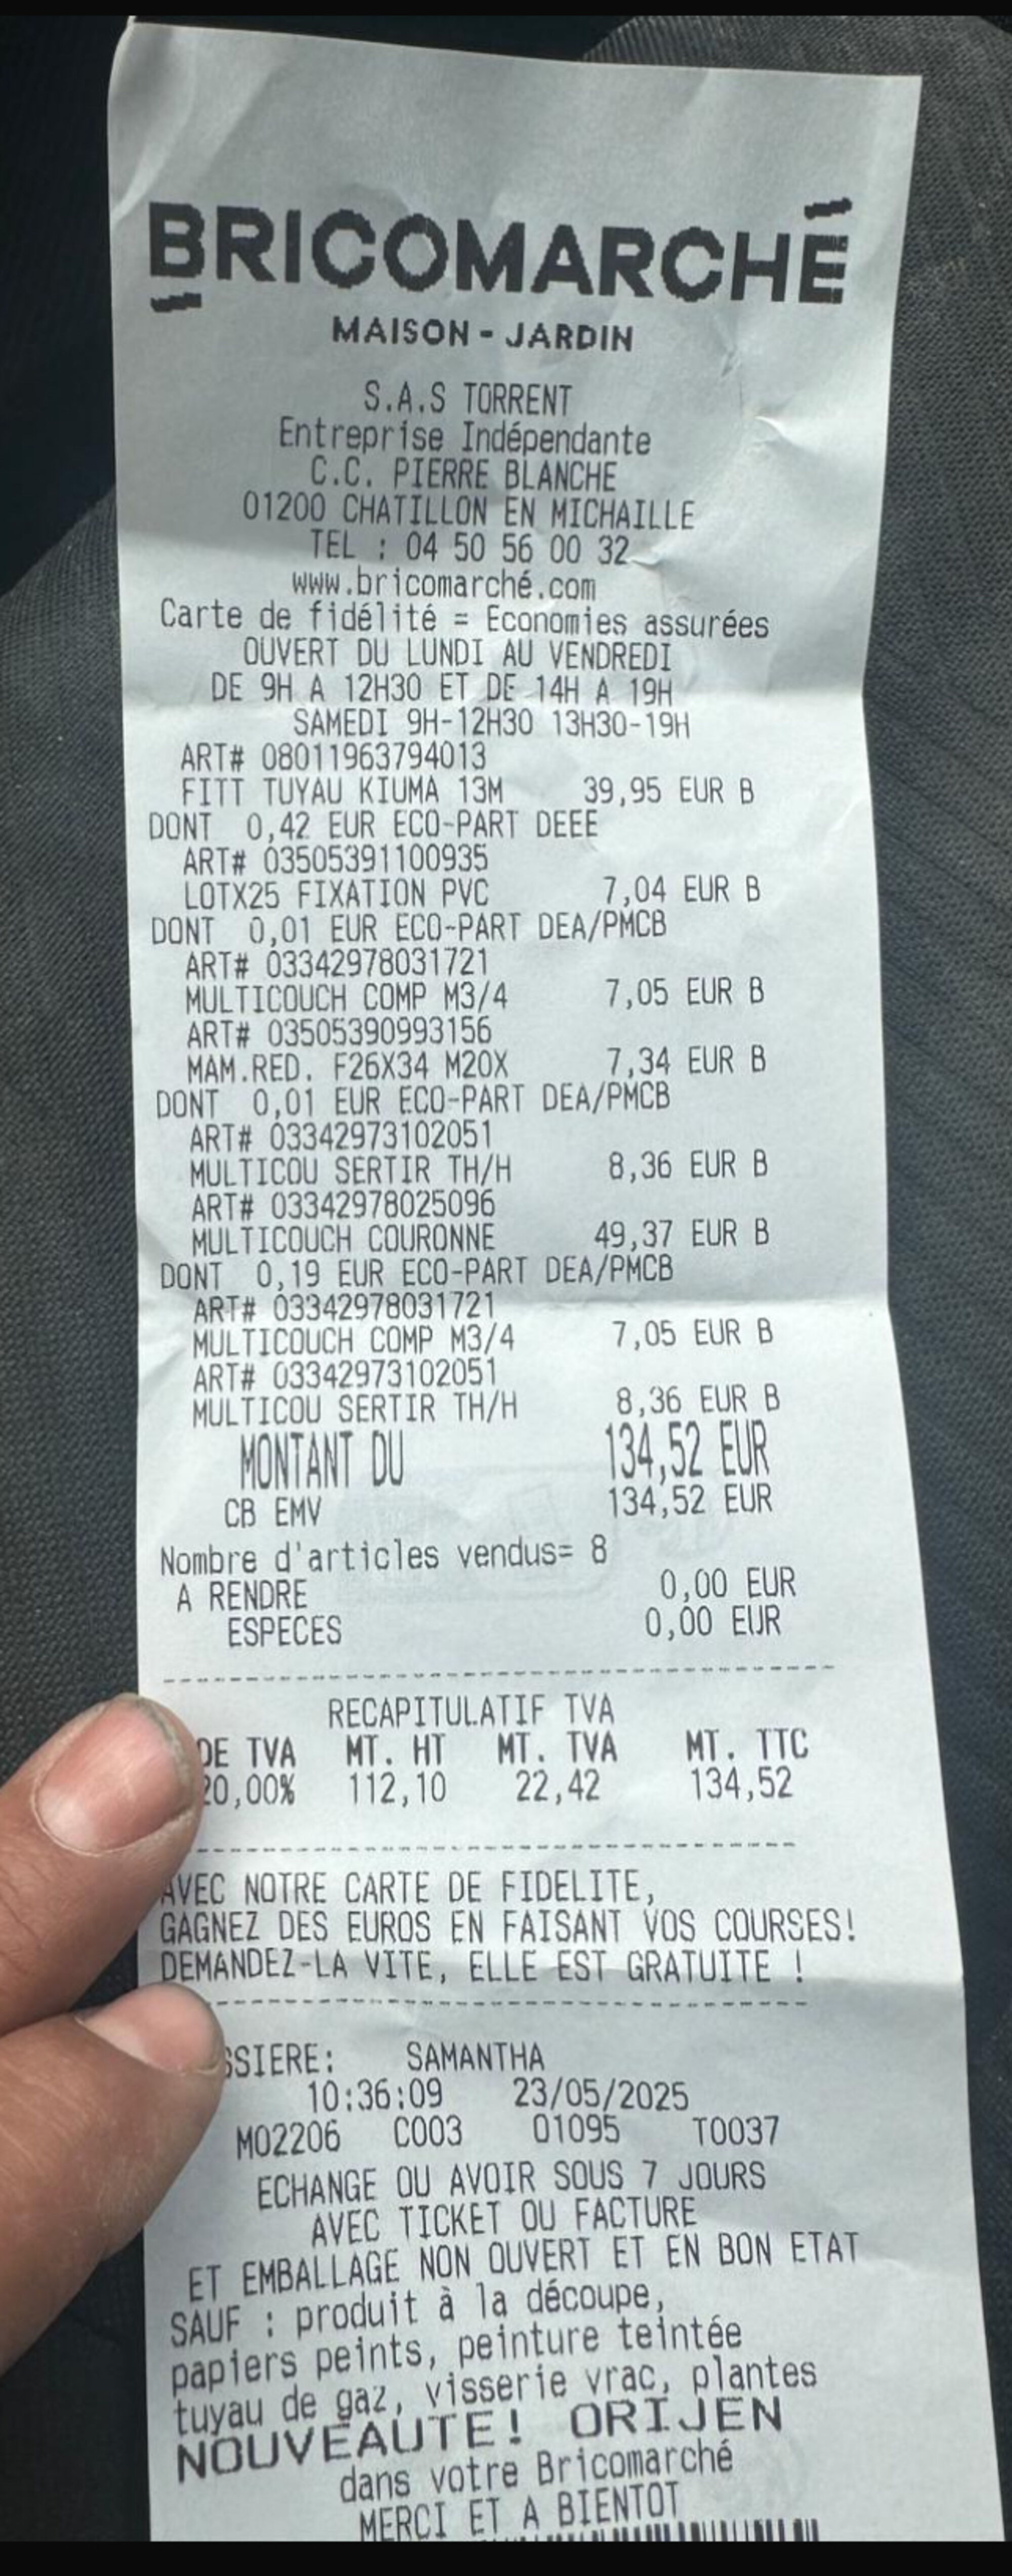 BRICOMARCHÉ
MAISON - JARDIN
S.A.S TORRENT
Entreprise Indépendante
C.C. PIERRE BLANCHE
01200 CHATILLON EN MICHAILLE
TEL : 04 50 56 00 32
www.bricomarché.com
Carte de fidélité = Economies assurées
OUVERT DU LUNDI AU VENDREDI
DE 9H A 12H30 ET DE 14H A 19H
SAMEDI 9H-12H30 13H30-19H
ART# 08011963794013
FITT TUYAU KIUMA 13M 39,95 EUR B
DONT 0,42 EUR ECO-PART DEEE
ART# 03505391100935
LOTX25 FIXATION PVC 7,04 EUR B
DONT 0,01 EUR ECO-PART DEA/PMCB
ART# 03342978031721
MULTICOUCH COMP M3/4 7,05 EUR B
ART# 03505390993156
MAM.RED. F26X34 M20X 7,34 EUR B
DONT 0,01 EUR ECO-PART DEA/PMCB
ART# 03342973102051
MULTICOU SERTIR TH/H 8,36 EUR B
ART# 03342978025096
MULTICOUCH COURONNE 49,37 EUR B
DONT 0,19 EUR ECO-PART DEA/PMCB
ART# 03342978031721
MULTICOUCH COMP M3/4 7,05 EUR B
ART# 03342973102051
MULTICOU SERTIR TH/H 8,36 EUR B
MONTANT DU 134,52 EUR
CB EMV 134,52 EUR
Nombre d'articles vendus= 8
A RENDRE 0,00 EUR
ESPECES 0,00 EUR
RECAPITULATIF TVA
DE TVA MT. HT MT. TVA MT. TTC
20,00% 112,10 22,42 134,52
AVEC NOTRE CARTE DE FIDELITE,
GAGNEZ DES EUROS EN FAISANT VOS COURSES!
DEMANDEZ-LA VITE, ELLE EST GRATUITE !
SSIERE: SAMANTHA
10:36:09 23/05/2025
M02206 C003 01095 T0037
ECHANGE OU AVOIR SOUS 7 JOURS
AVEC TICKET OU FACTURE
ET EMBALLAGE NON OUVERT ET EN BON ETAT
SAUF : produit à la découpe,
papiers peints, peinture teintée
tuyau de gaz, visserie vrac, plantes
NOUVEAUTE! ORIJEN
dans votre Bricomarché
MERCI ET A BIENTOT